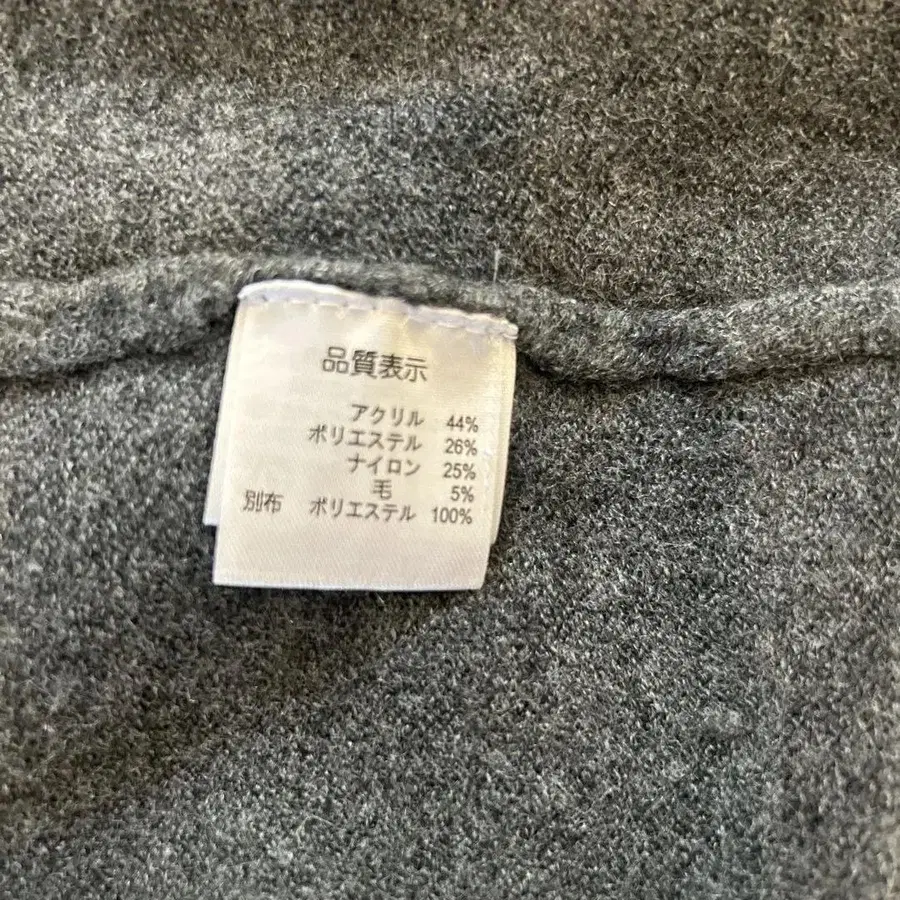 品質表示
アクリル 44%
ポリエステル 26%
ナイロン 25%
毛 5%
別布 ポリエステル 100%